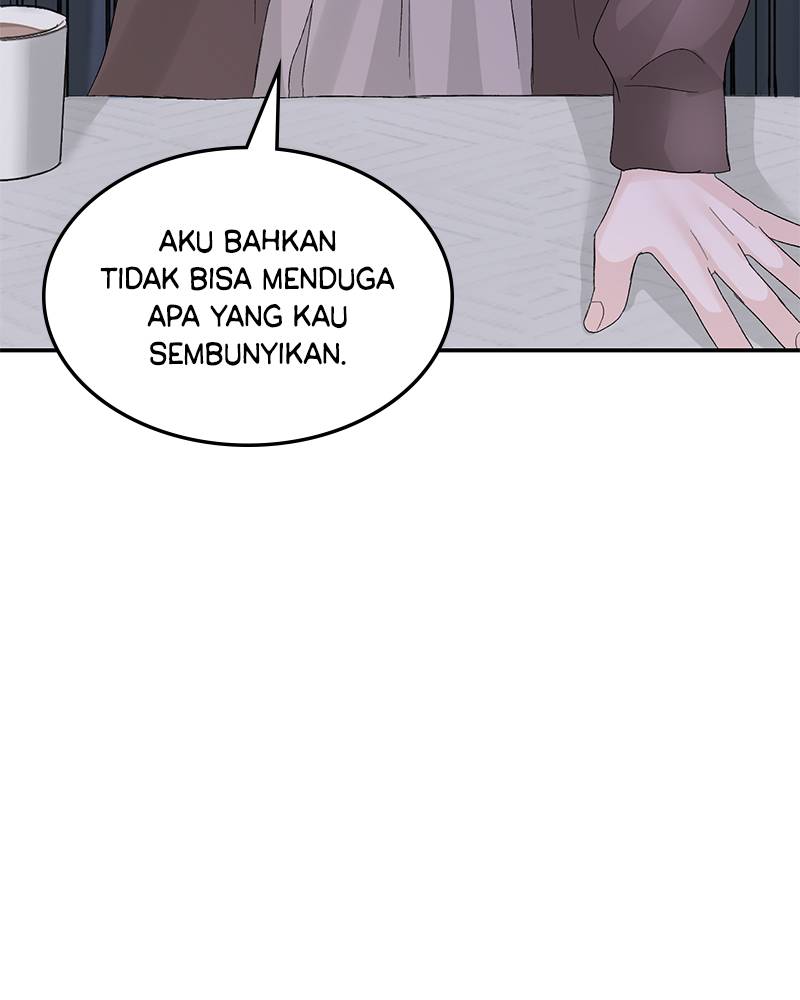 AKU BAHKAN
TIDAK BISA MENDUGA
APA YANG KAU
SEMBUNYIKAN.